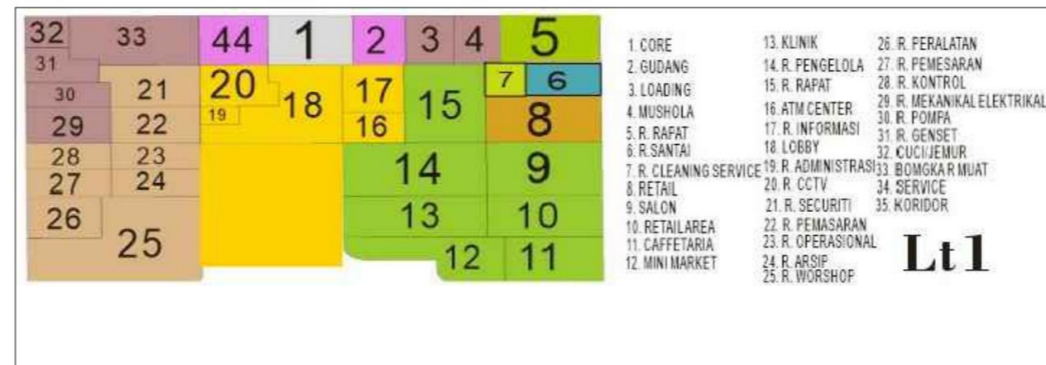 32 33 44 1 2 3 4 5
31 21 20 18 17 15 7 6
30 19 16 8
29 22
28 23 14 9
27 24
26 13 10
25 12 11
1. CORE
2. GUDANG
3. LOADING
4. MUSHOLA
5. R. RAPAT
6. R.SANTAI
7. R. CLEANING SERVICE
8. RETAIL
9. SALON
10. RETAILAREA
11. CAFFETARIA
12. MINI MARKET
13. KLINIK
14. R. PENGELOLA
15. R. RAPAT
16. ATM CENTER
17. R. INFORMASI
18. LOBBY
19. R. ADMINISTRASI
20. R. CCTV
21. R. SECURITI
22. R. PEMASARAN
23. R. OPERASIONAL
24. R. ARSIP
25. R. WORSHOP
26. R. PERALATAN
27. R. PEMESARAN
28. R. KONTROL
29. R. MEKANIKAL ELEKTRIKAL
30. R. POMPA
31. R. GENSET
32. CUCI/JEMUR
33. BOMGKAR MUAT
34. SERVICE
35. KORIDOR
Lt1